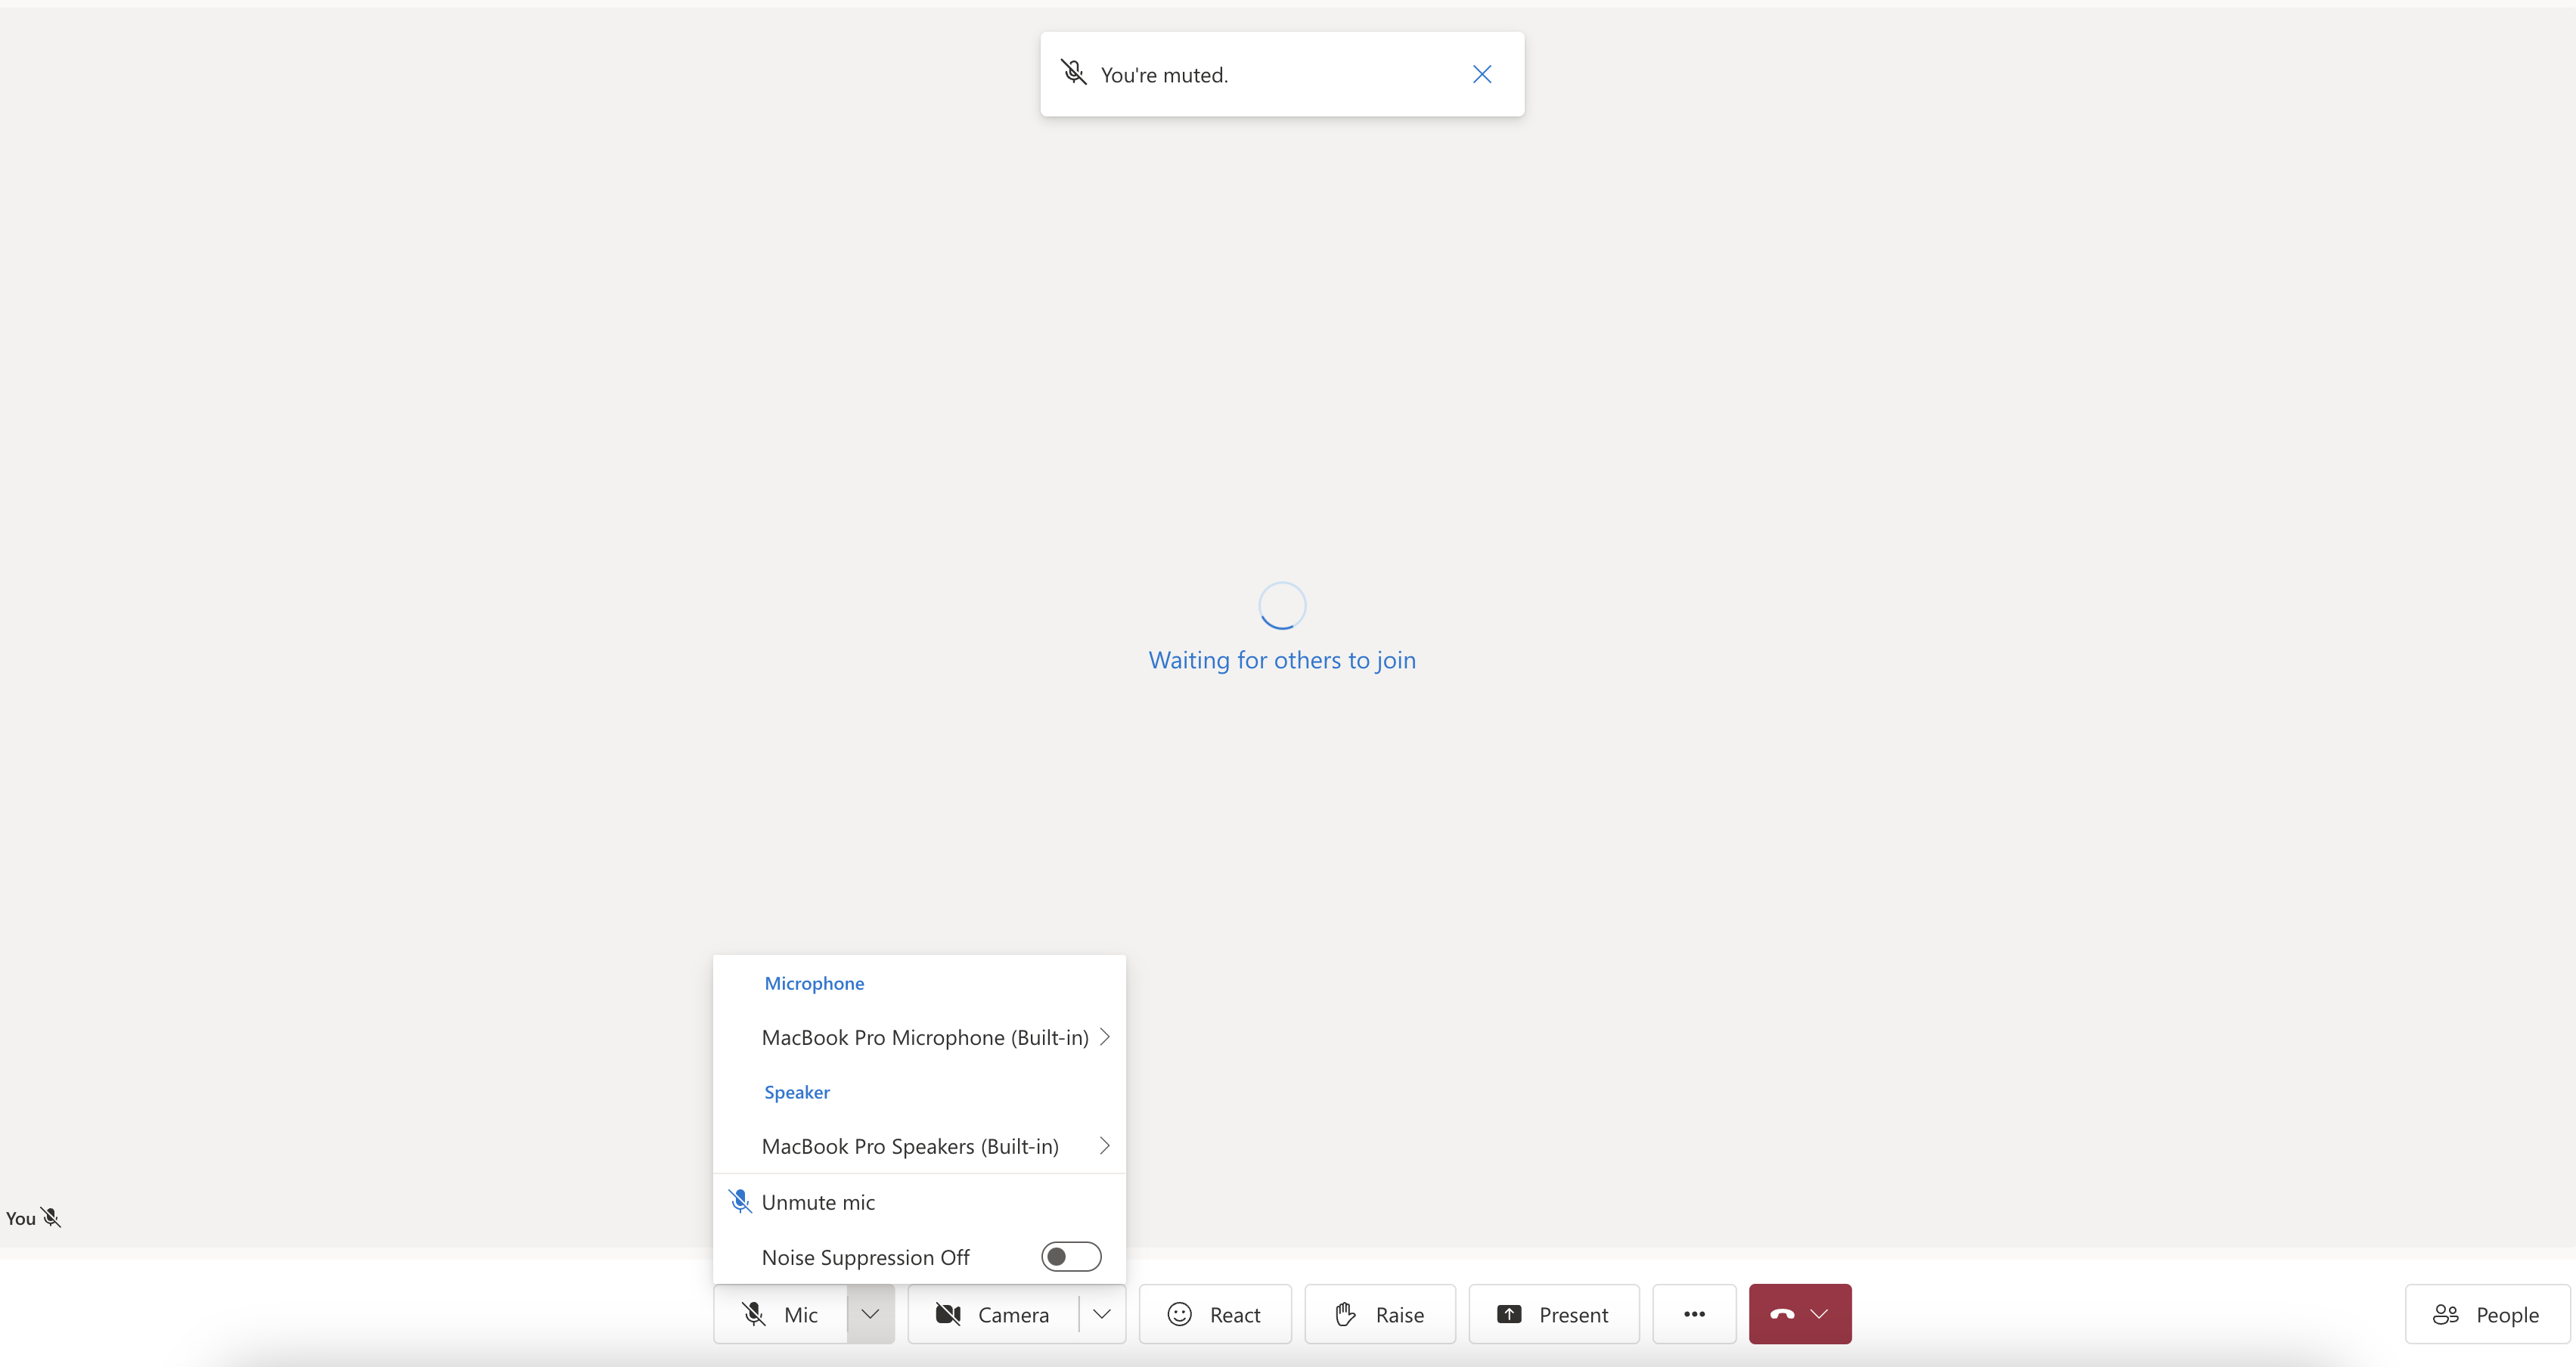 You're muted.
Waiting for others to join
Microphone
MacBook Pro Microphone (Built-in)
Speaker
MacBook Pro Speakers (Built-in)
Unmute mic
Noise Suppression Off
You
Mic
Camera
React
Raise
Present
People